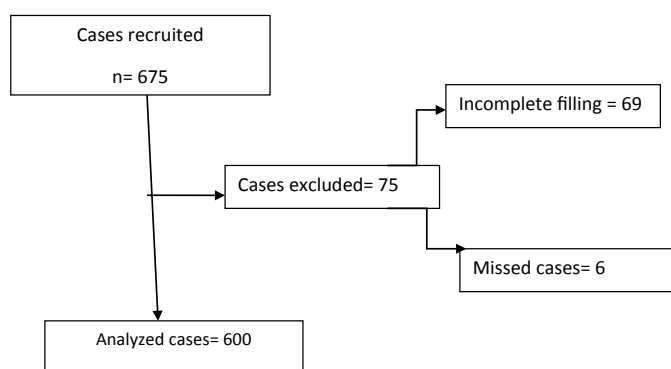 Cases recruited
n= 675
Incomplete filling = 69
Cases excluded= 75
Missed cases= 6
Analyzed cases= 600